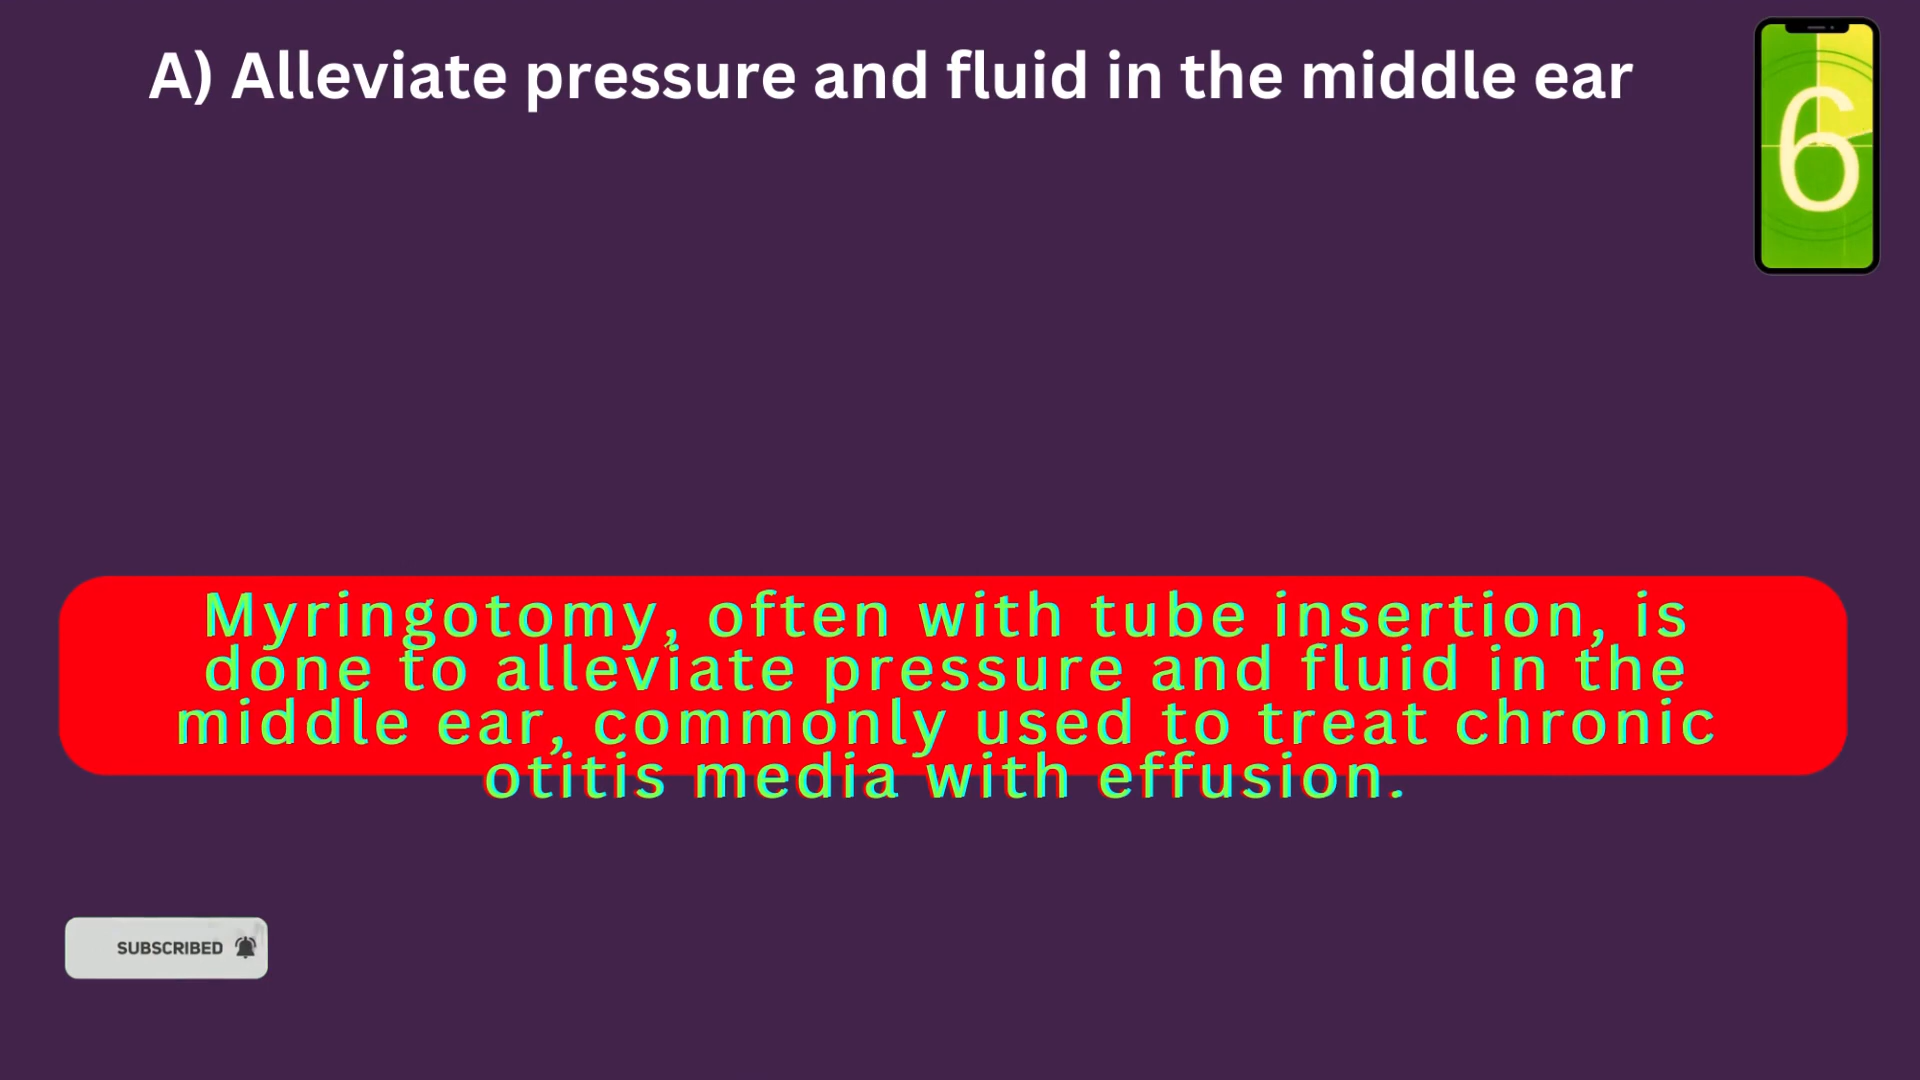 A) Alleviate pressure and fluid in the middle ear
6
Myringotomy, often with tube insertion, is
done to alleviate pressure and fluid in the
middle ear, commonly used to treat chronic
otitis media with effusion.
SUBSCRIBED